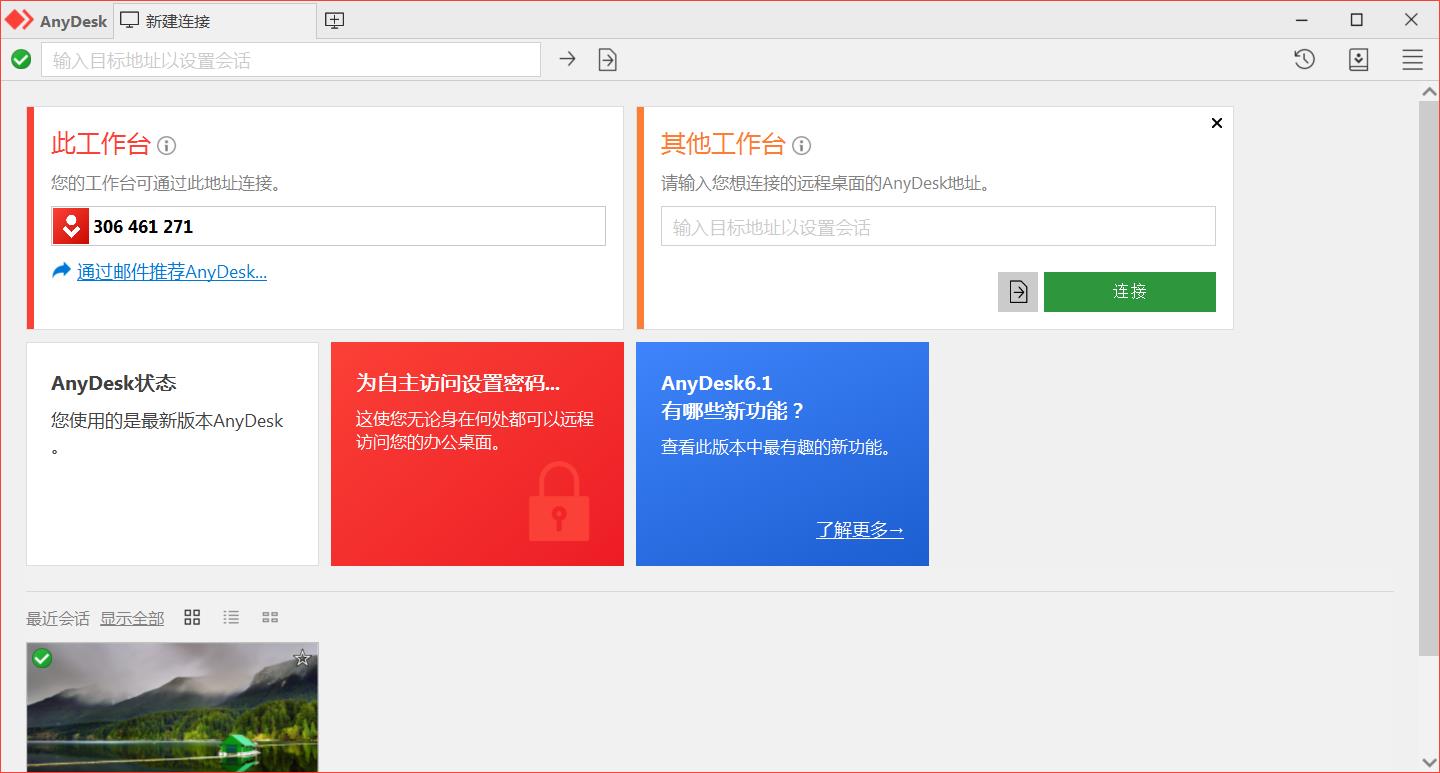 AnyDesk
新建连接
输入目标地址以设置会话
此工作台
您的工作台可通过此地址连接。
306 461 271
通过邮件推荐AnyDesk...
其他工作台
请输入您想连接的远程桌面的AnyDesk地址。
输入目标地址以设置会话
连接
AnyDesk状态
您使用的是最新版本AnyDesk
。
为自主访问设置密码...
这使您无论身在何处都可以远程
访问您的办公桌面。
AnyDesk6.1
有哪些新功能？
查看此版本中最有趣的新功能。
了解更多→
最近会话 显示全部